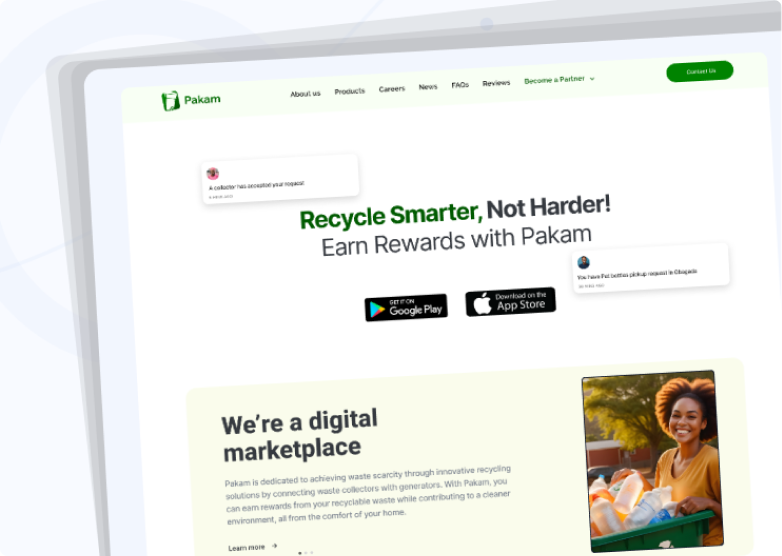 Pakam
About us Products Careers News FAQs Reviews Become a Partner
Contact Us
A collector has accepted your request
Recycle Smarter, Not Harder!
Earn Rewards with Pakam
You have Pet bottles pickup request in Gbagada
GET IT ON
Google Play
Download on the
App Store
We’re a digital
marketplace
Pakam is dedicated to achieving waste scarcity through innovative recycling
solutions by connecting waste collectors with generators. With Pakam, you
can earn rewards from your recyclable waste while contributing to a cleaner
environment, all from the comfort of your home.
Learn more